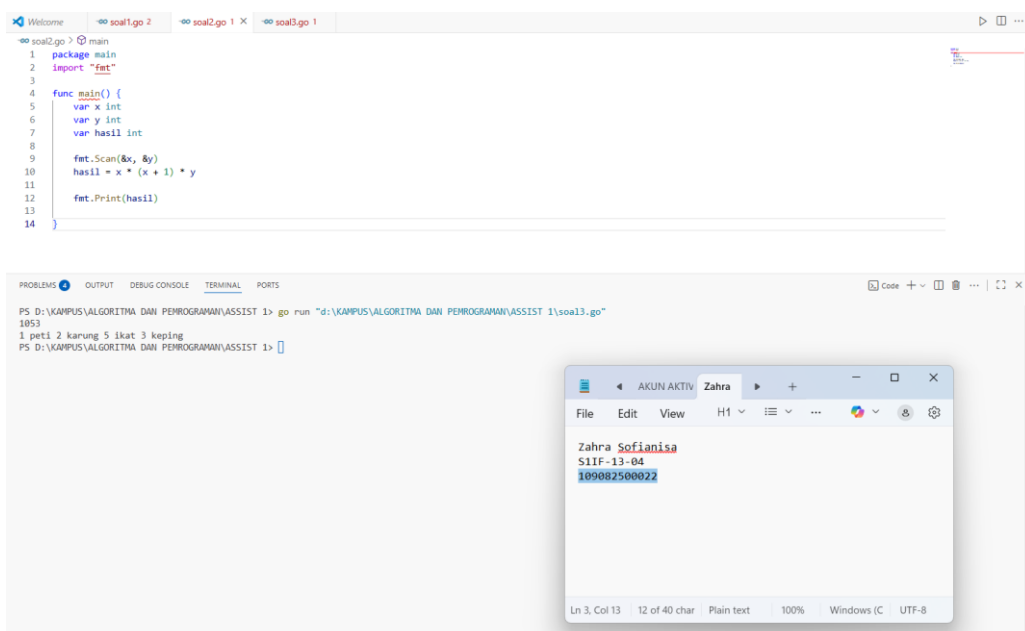 Welcome soal1.go 2 soal2.go 1 soal3.go 1
soal2.go > main
1 package main
2 import "fmt"
3
4 func main() {
5 var x int
6 var y int
7 var hasil int
8
9 fmt.Scan(&x, &y)
10 hasil = x * (x + 1) * y
11
12 fmt.Print(hasil)
13
14 }
PROBLEMS 4 OUTPUT DEBUG CONSOLE TERMINAL PORTS Code
PS D:\KAMPUS\ALGORITMA DAN PEMROGRAMAN\ASSIST 1> go run "d:\KAMPUS\ALGORITMA DAN PEMROGRAMAN\ASSIST 1\soal3.go"
1053
1 peti 2 karung 5 ikat 3 keping
PS D:\KAMPUS\ALGORITMA DAN PEMROGRAMAN\ASSIST 1>
AKUN AKTIV Zahra
File Edit View H1
Zahra Sofianisa
S1IF-13-04
109082500022
Ln 3, Col 13 12 of 40 char Plain text 100% Windows (C UTF-8